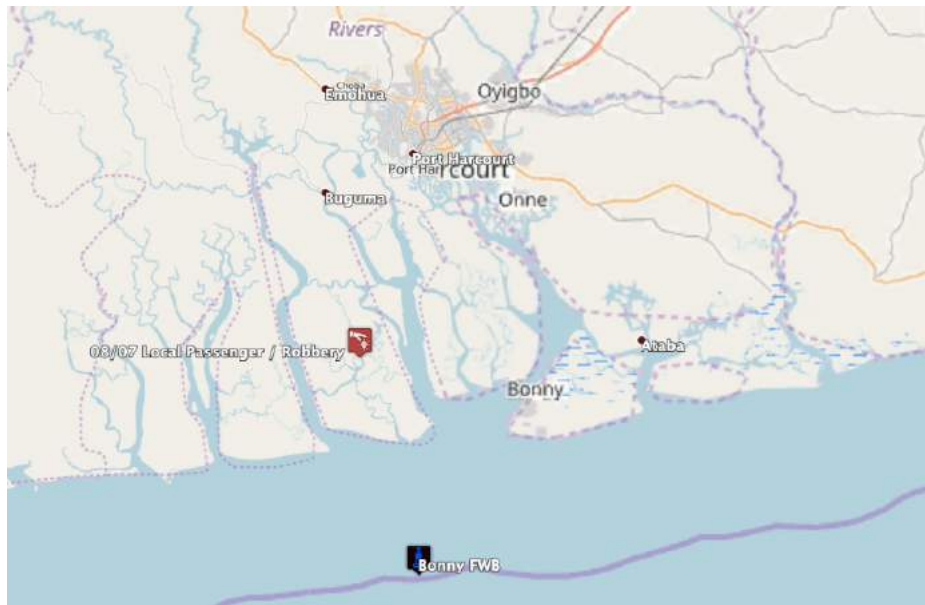 Rivers
Choba
Emohua
Oyigbo
Port Harcourt
Port Har
rcourt
Buguma
Onne
08/07 Local Passenger / Robbery
Ataba
Bonny
Bonny FWB